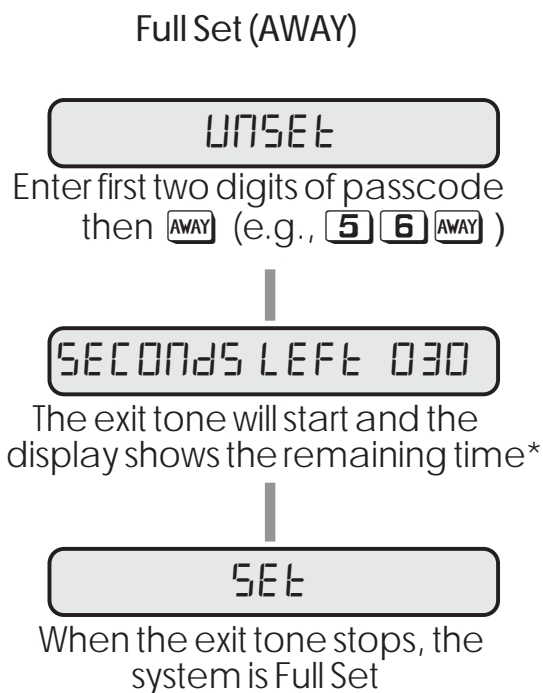 Full Set (AWAY)
UNSEt
Enter first two digits of passcode
then AWAY (e.g., 5 6 AWAY )
SECONdS LEFt 030
The exit tone will start and the
display shows the remaining time*
SEt
When the exit tone stops, the
system is Full Set